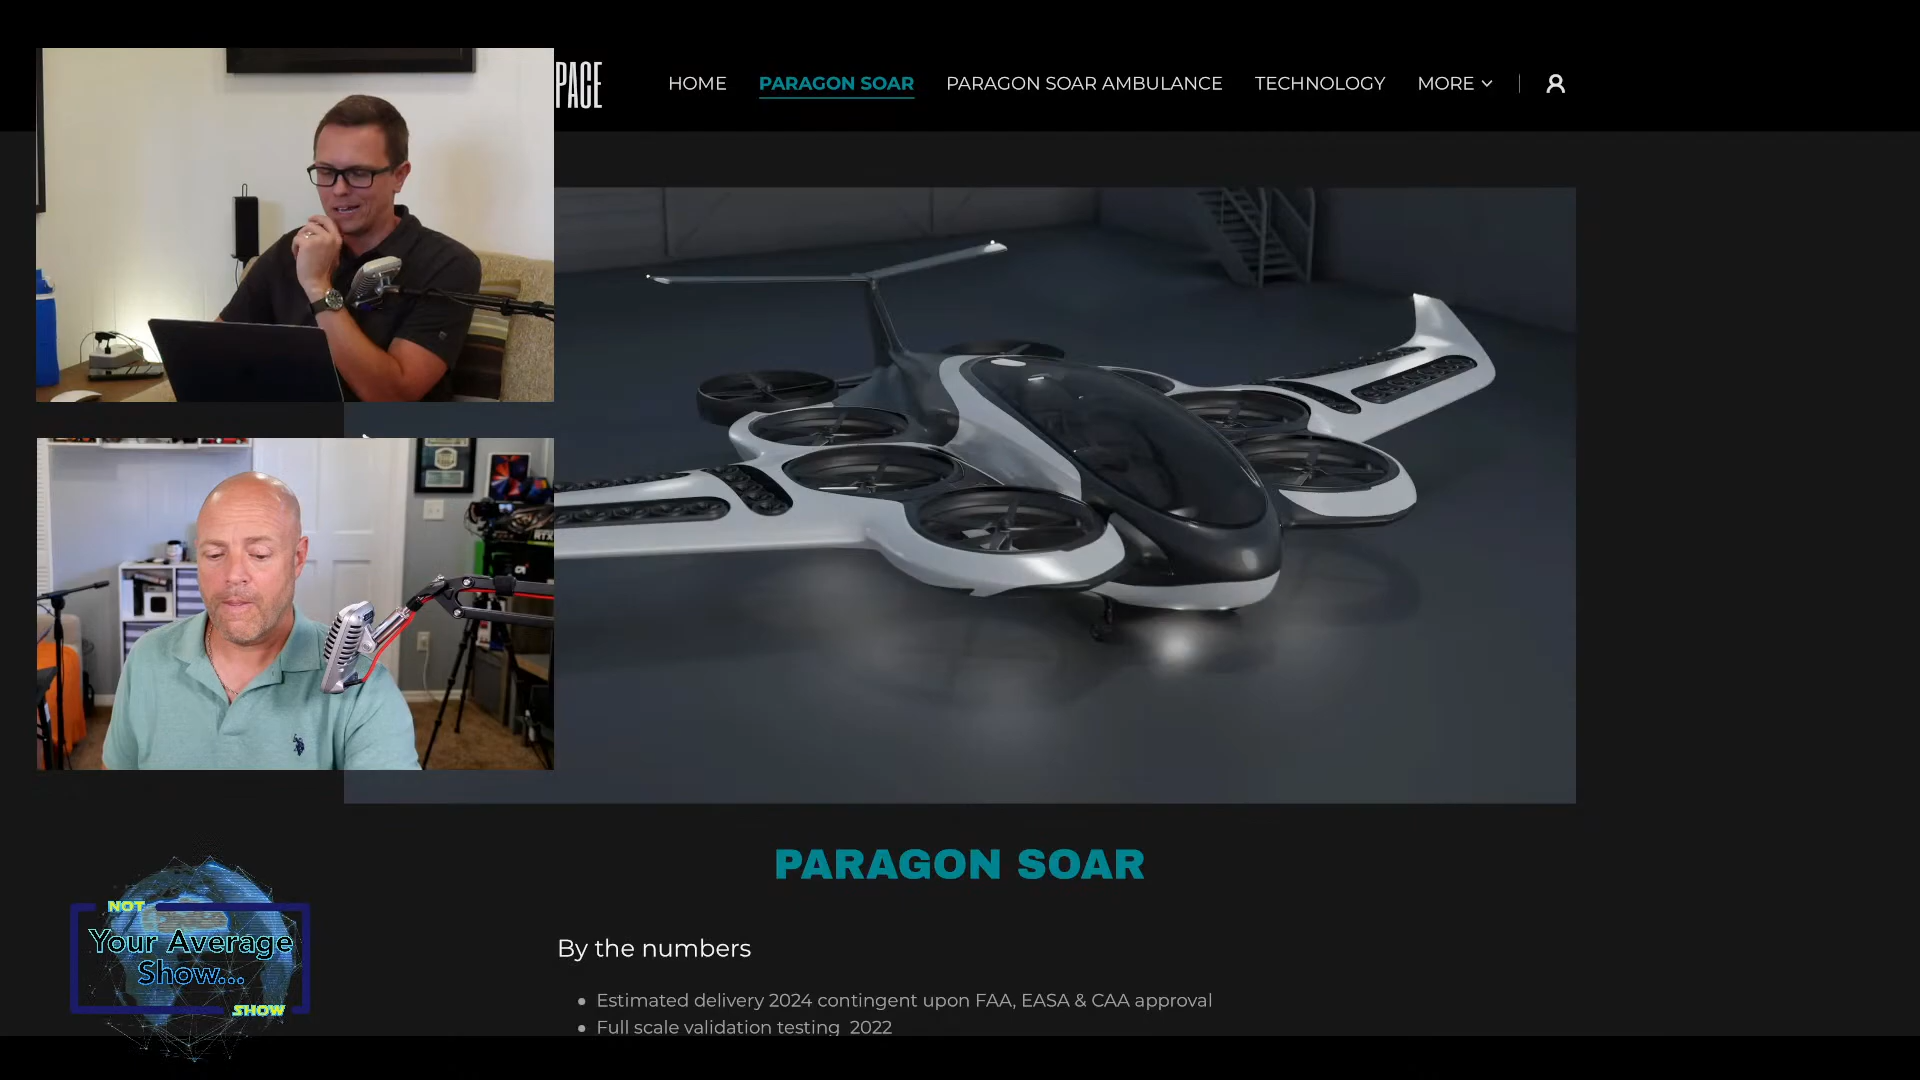 PACE
HOME
PARAGON SOAR
PARAGON SOAR AMBULANCE
TECHNOLOGY
MORE
PARAGON SOAR
By the numbers
Estimated delivery 2024 contingent upon FAA, EASA & CAA approval
Full scale validation testing 2022
NOT
Your Average
Show...
SHOW